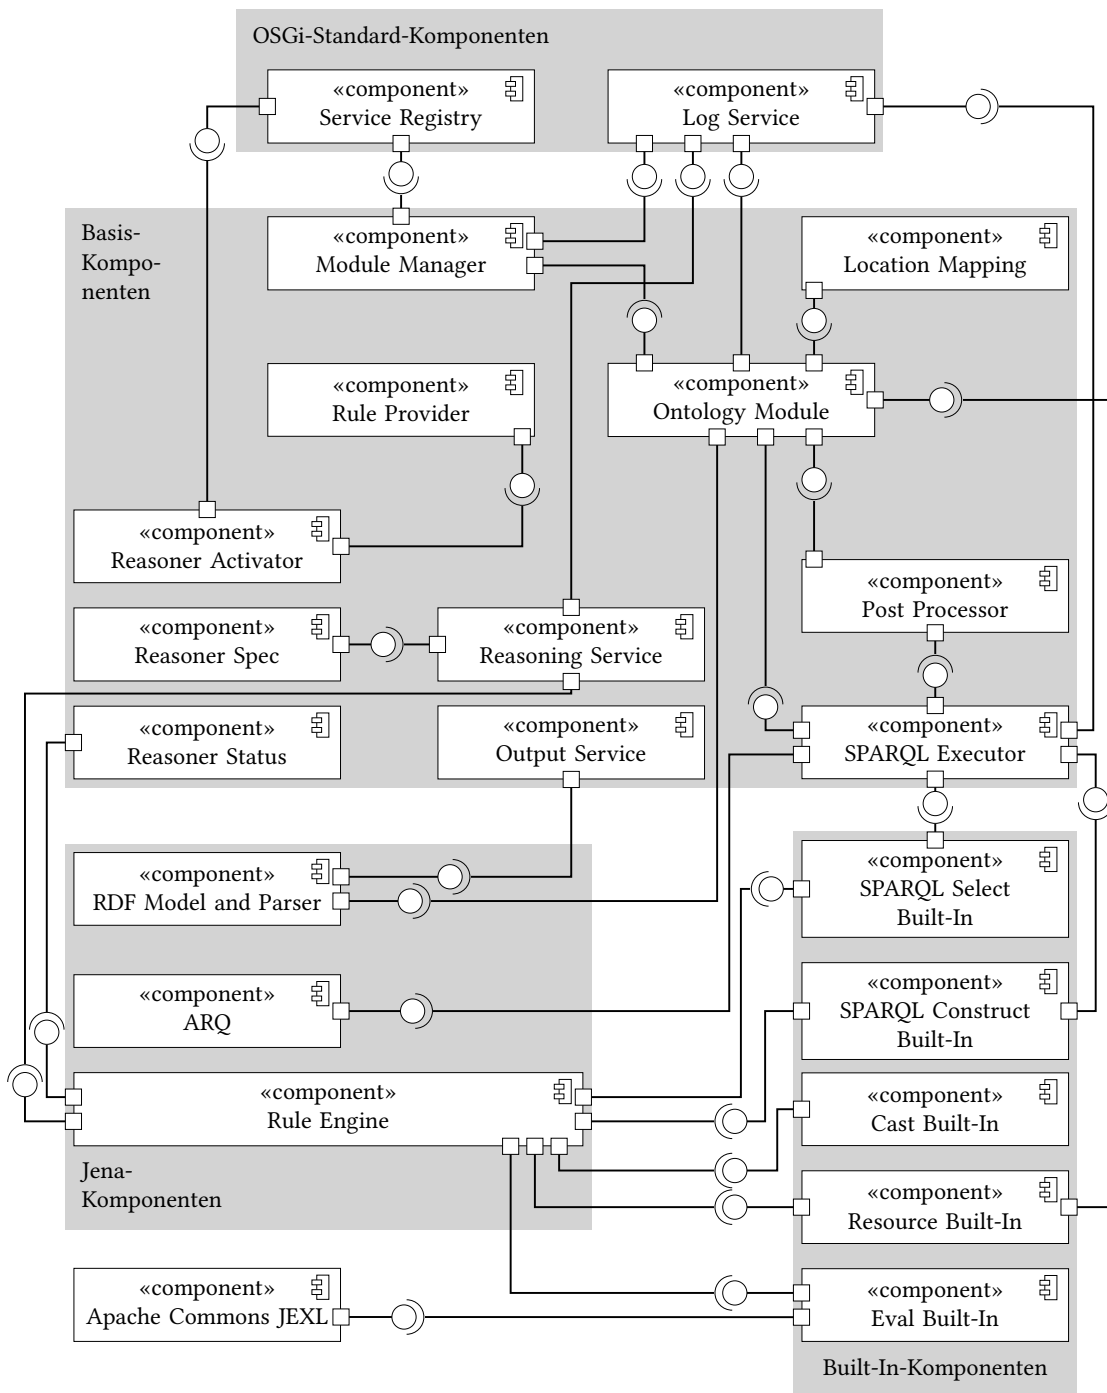 OSGi-Standard-Komponenten
«component»
Service Registry
«component»
Log Service
Basis-
Kompo-
nenten
«component»
Module Manager
«component»
Location Mapping
«component»
Rule Provider
«component»
Ontology Module
«component»
Reasoner Activator
«component»
Post Processor
«component»
Reasoner Spec
«component»
Reasoning Service
«component»
Reasoner Status
«component»
Output Service
«component»
SPARQL Executor
«component»
RDF Model and Parser
«component»
SPARQL Select
Built-In
«component»
ARQ
«component»
SPARQL Construct
Built-In
«component»
Rule Engine
«component»
Cast Built-In
Jena-
Komponenten
«component»
Resource Built-In
«component»
Apache Commons JEXL
«component»
Eval Built-In
Built-In-Komponenten